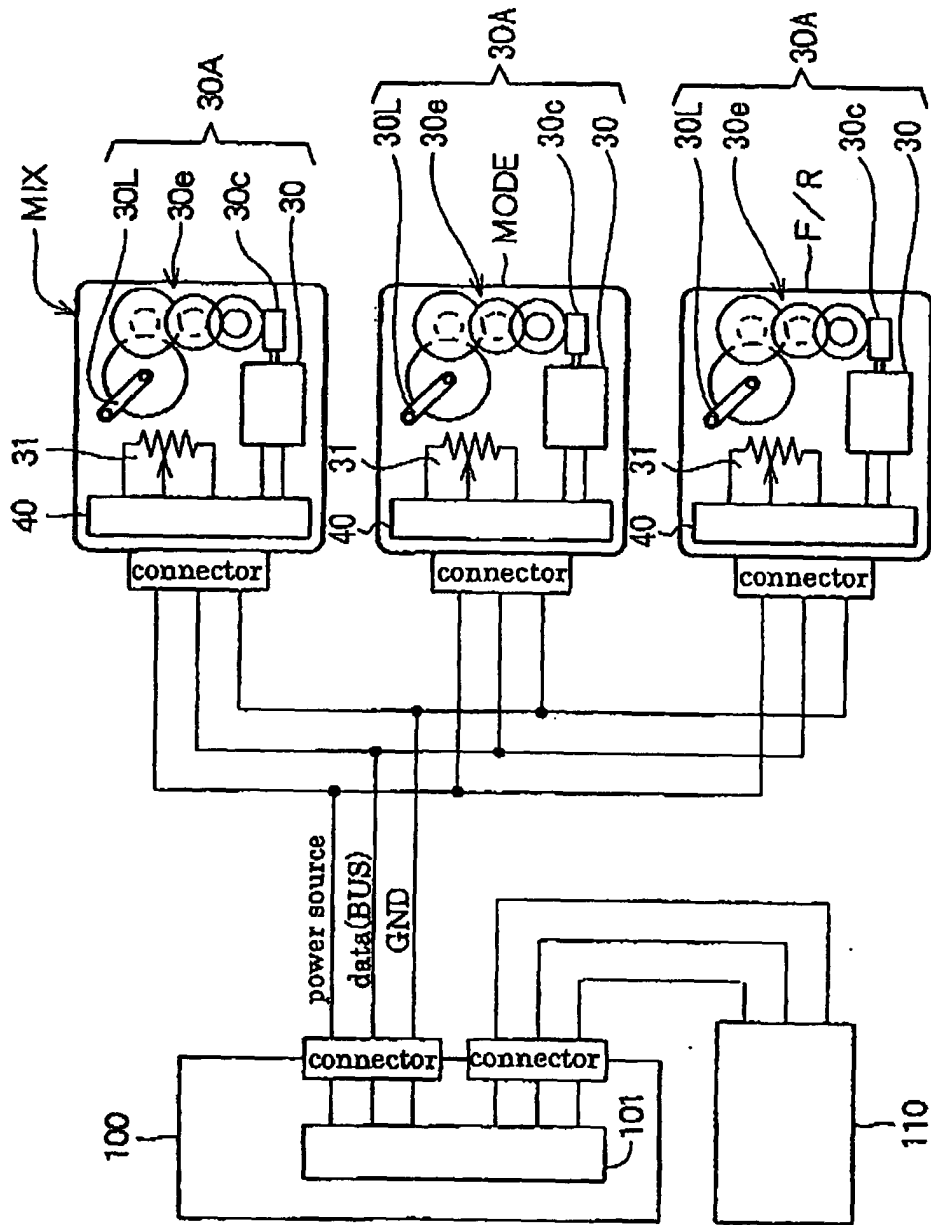 MIX
30A
30L
30e
30c
30
31
40
connector
30A
30L
30e
MODE
30c
30
31
40
connector
30A
30L
30e
F/R
30c
30
31
40
connector
power source
data(BUS)
GND
connector
connector
100
101
110